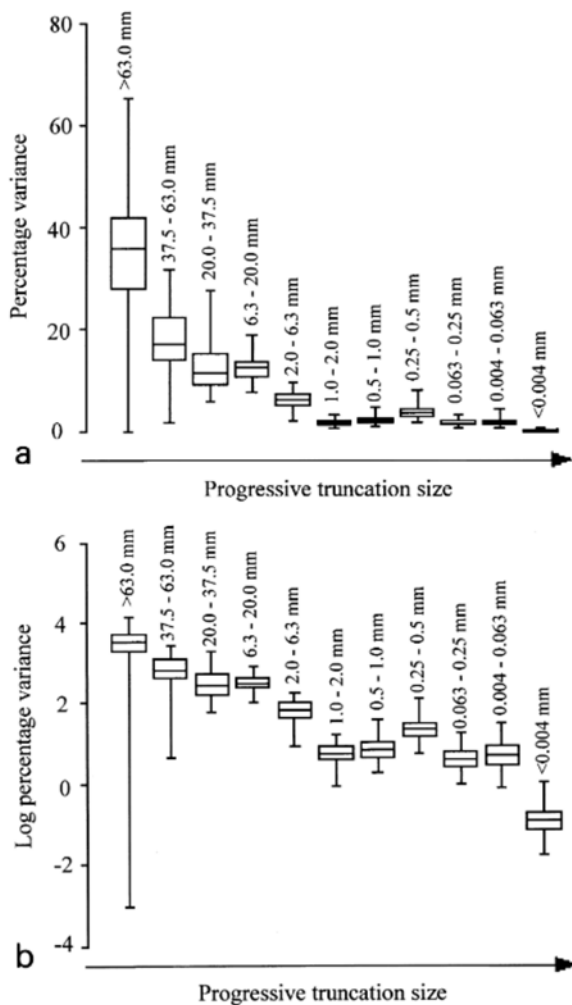 80
60
40
20
0
Percentage variance
>63.0 mm
37.5 - 63.0 mm
20.0 - 37.5 mm
6.3 - 20.0 mm
2.0 - 6.3 mm
1.0 - 2.0 mm
0.5 - 1.0 mm
0.25 - 0.5 mm
0.063 - 0.25 mm
0.004 - 0.063 mm
<0.004 mm
a
Progressive truncation size
6
4
2
0
-2
-4
Log percentage variance
>63.0 mm
37.5 - 63.0 mm
20.0 - 37.5 mm
6.3 - 20.0 mm
2.0 - 6.3 mm
1.0 - 2.0 mm
0.5 - 1.0 mm
0.25 - 0.5 mm
0.063 - 0.25 mm
0.004 - 0.063 mm
<0.004 mm
b
Progressive truncation size